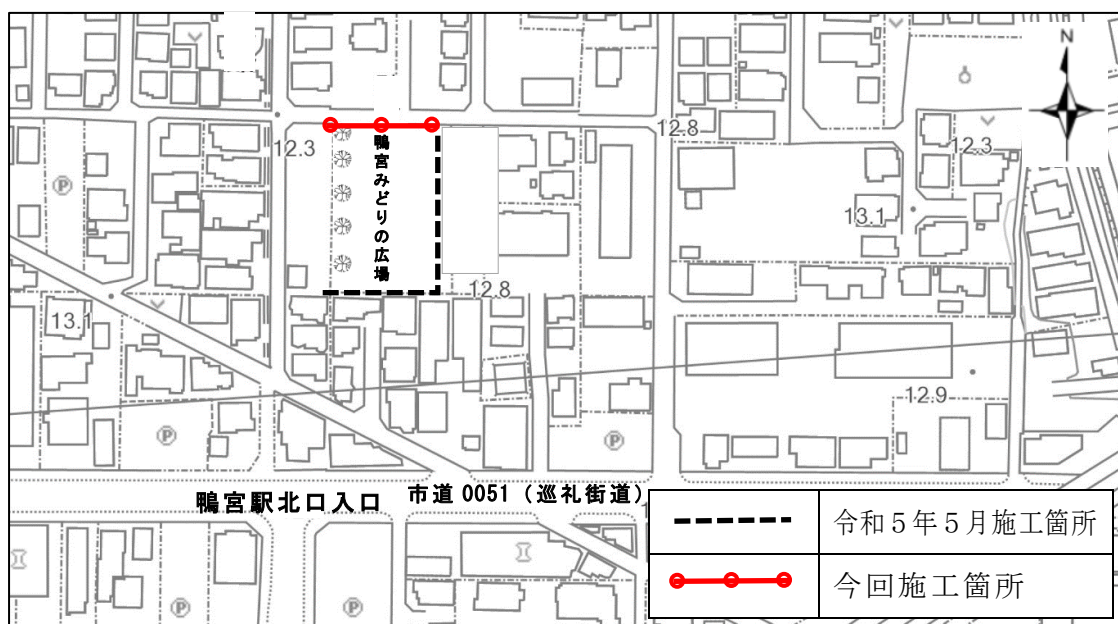 N
12.8
12.3
12.3
鴨宮みどりの広場
13.1
12.8
13.1
12.9
P
P
P
P
鴨宮駅北口入口
市道 0051（巡礼街道）
令和５年５月施工箇所
今回施工箇所